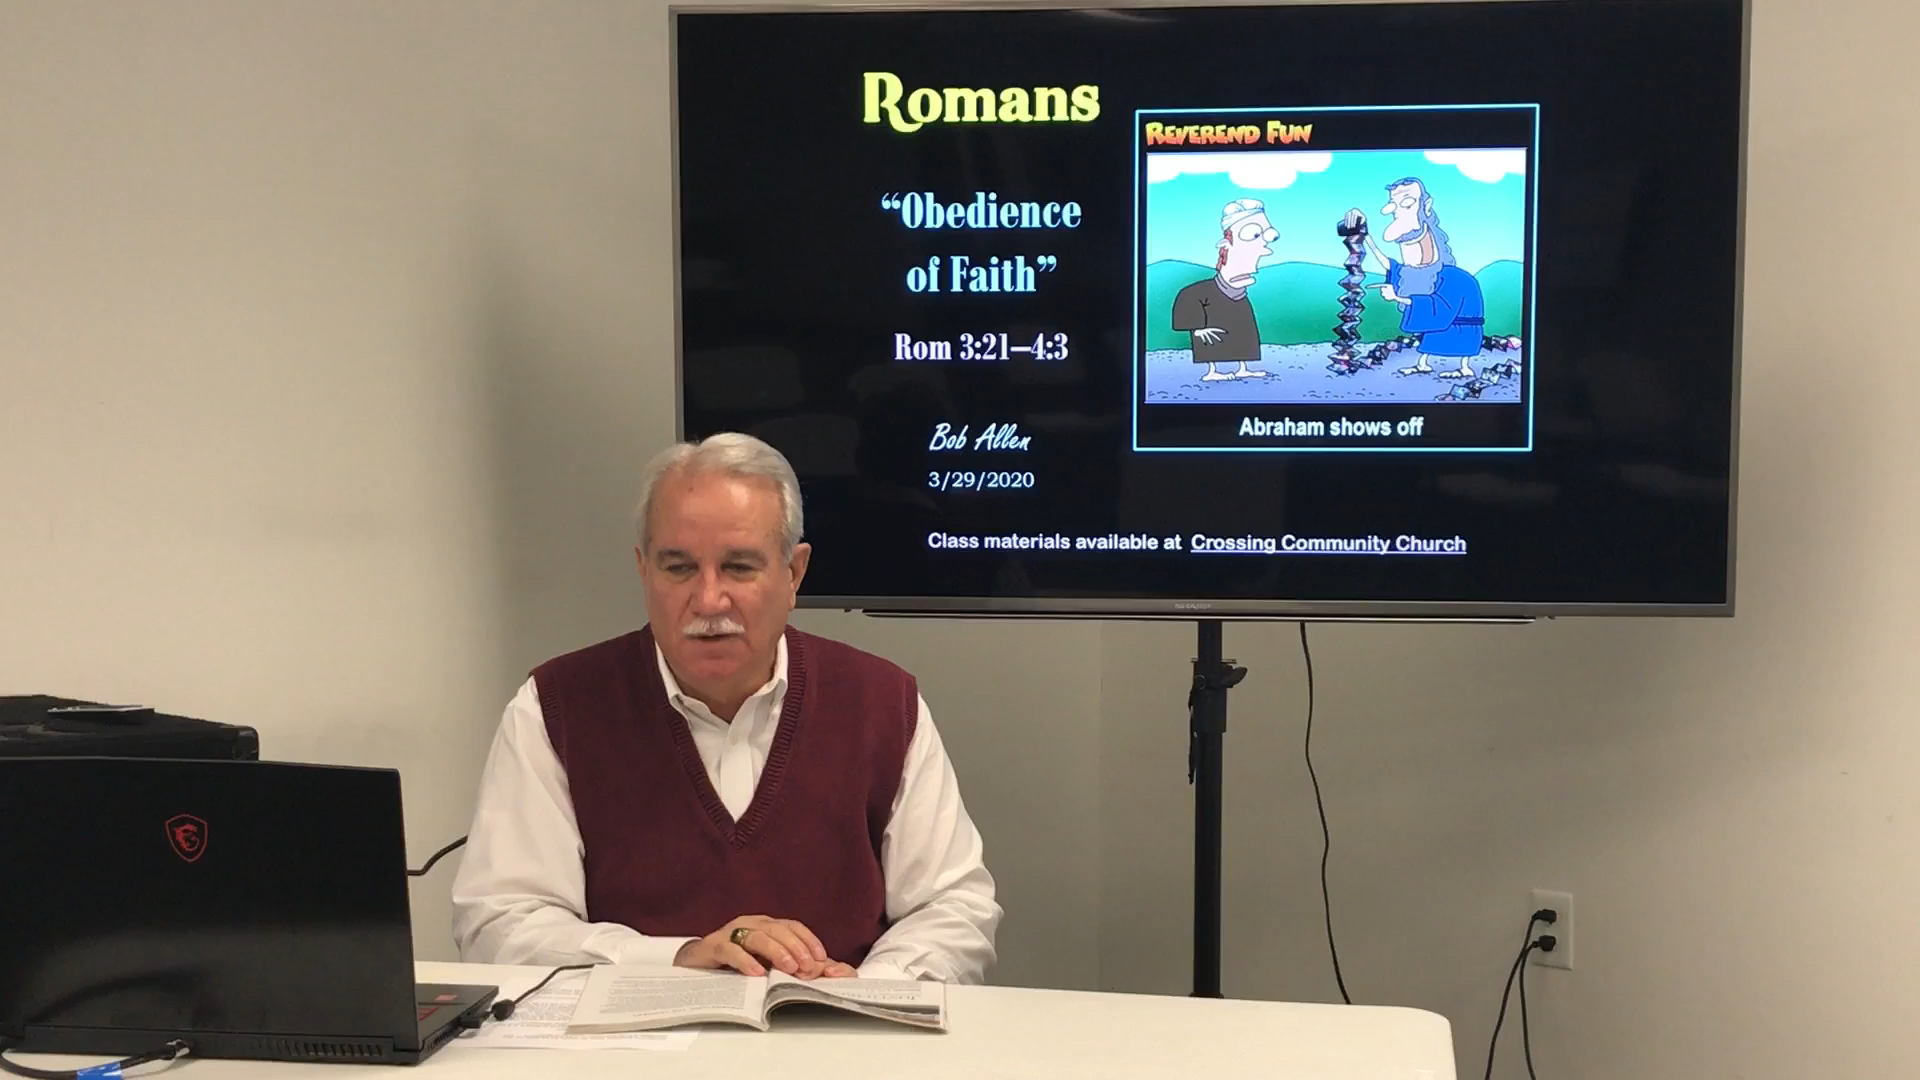 Romans
“Obedience
of Faith”
Rom 3:21–4:3
Bob Allen
3/29/2020
REVEREND FUN
Abraham shows off
Class materials available at Crossing Community Church